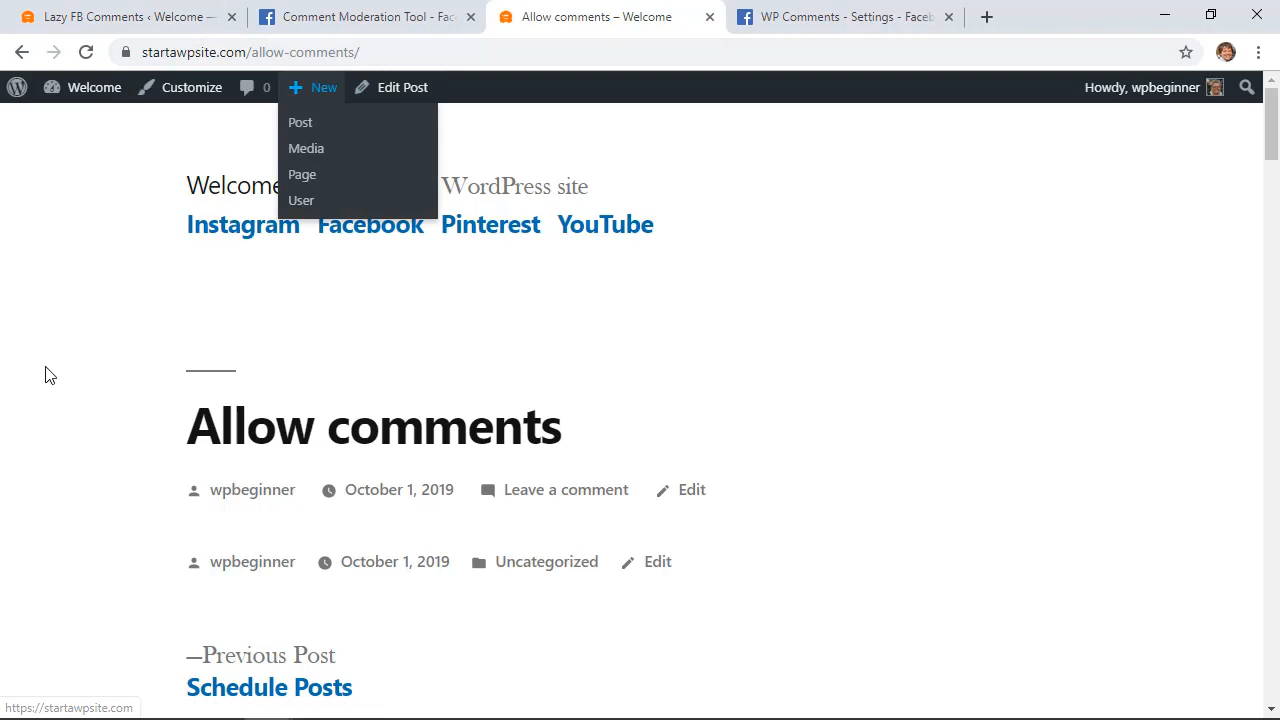 Lazy FB Comments ‹ Welcome —
Comment Moderation Tool - Fac
Allow comments – Welcome
WP Comments - Settings - Faceb
startawpsite.com/allow-comments/
Welcome
Customize
0
New
Edit Post
Howdy, wpbeginner
Post
Media
Page
User
Welcome WordPress site
Instagram Facebook Pinterest YouTube
Allow comments
wpbeginner October 1, 2019 Leave a comment Edit
wpbeginner October 1, 2019 Uncategorized Edit
—Previous Post
Schedule Posts
https://startawpsite.com